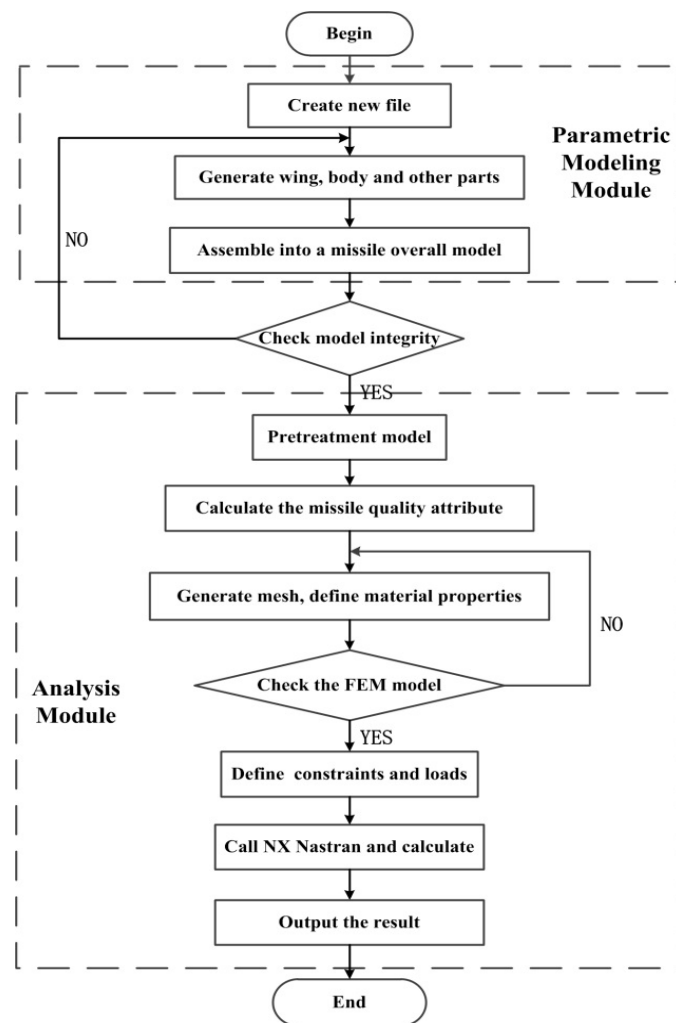 Begin
Create new file
Parametric
Modeling
Module
Generate wing, body and other parts
NO
Assemble into a missile overall model
Check model integrity
YES
Pretreatment model
Calculate the missile quality attribute
Generate mesh, define material properties
NO
Check the FEM model
Analysis
Module
YES
Define constraints and loads
Call NX Nastran and calculate
Output the result
End